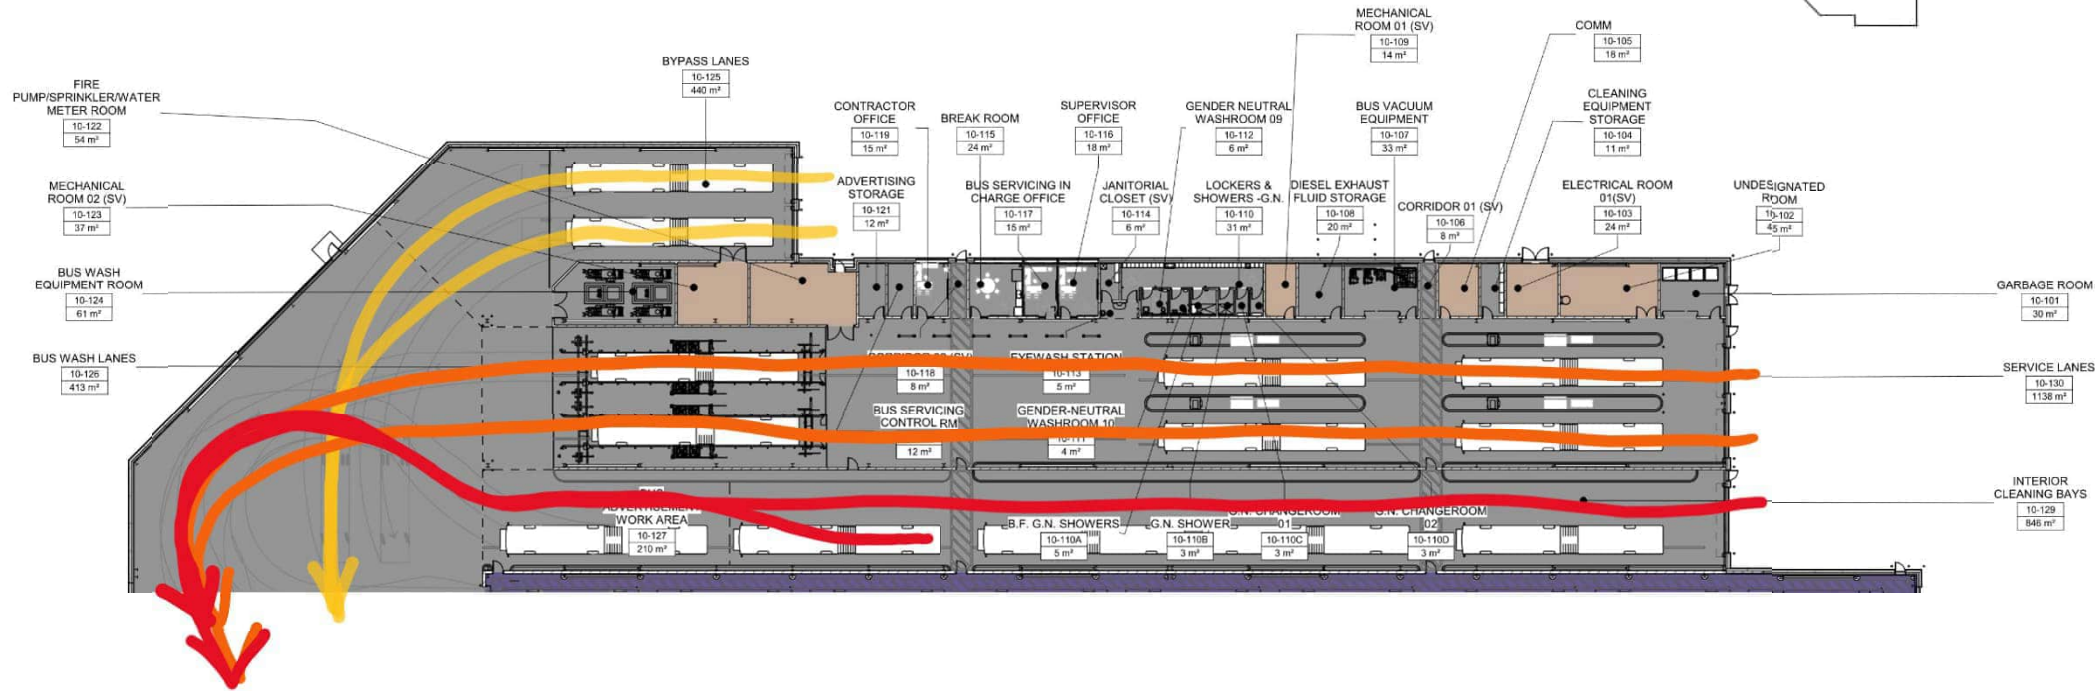 MECHANICAL
ROOM 01 (SV)
10-109
14 m²
COMM
10-105
18 m²
BYPASS LANES
10-125
440 m²
FIRE
PUMP/SPRINKLER/WATER
METER ROOM
10-122
54 m²
CONTRACTOR
OFFICE
10-119
15 m²
BREAK ROOM
10-115
24 m²
SUPERVISOR
OFFICE
10-116
18 m²
GENDER NEUTRAL
WASHROOM 09
10-112
6 m²
BUS VACUUM
EQUIPMENT
10-107
33 m²
CLEANING
EQUIPMENT
STORAGE
10-104
11 m²
MECHANICAL
ROOM 02 (SV)
10-123
37 m²
ADVERTISING
STORAGE
10-121
12 m²
BUS SERVICING IN
CHARGE OFFICE
10-117
15 m²
JANITORIAL
CLOSET (SV)
10-114
6 m²
LOCKERS &
SHOWERS -G.N.
10-110
31 m²
DIESEL EXHAUST
FLUID STORAGE
10-108
20 m²
CORRIDOR 01 (SV)
10-106
8 m²
ELECTRICAL ROOM
01(SV)
10-103
24 m²
UNDESIGNATED
ROOM
10-102
45 m²
BUS WASH
EQUIPMENT ROOM
10-124
61 m²
GARBAGE ROOM
10-101
30 m²
BUS WASH LANES
10-126
413 m²
(SV)
10-118
8 m²
EYEWASH STATION
10-113
5 m²
SERVICE LANES
10-130
1138 m²
BUS SERVICING
CONTROL RM
12 m²
GENDER-NEUTRAL
WASHROOM 10
10-111
4 m²
INTERIOR
CLEANING BAYS
10-129
846 m²
BUS
ADVERTISEMENT
WORK AREA
10-127
210 m²
B.F. G.N. SHOWERS
10-110A
5 m²
G.N. SHOWER
10-110B
3 m²
G.N. CHANGEROOM
01
10-110C
3 m²
G.N. CHANGEROOM
02
10-110D
3 m²